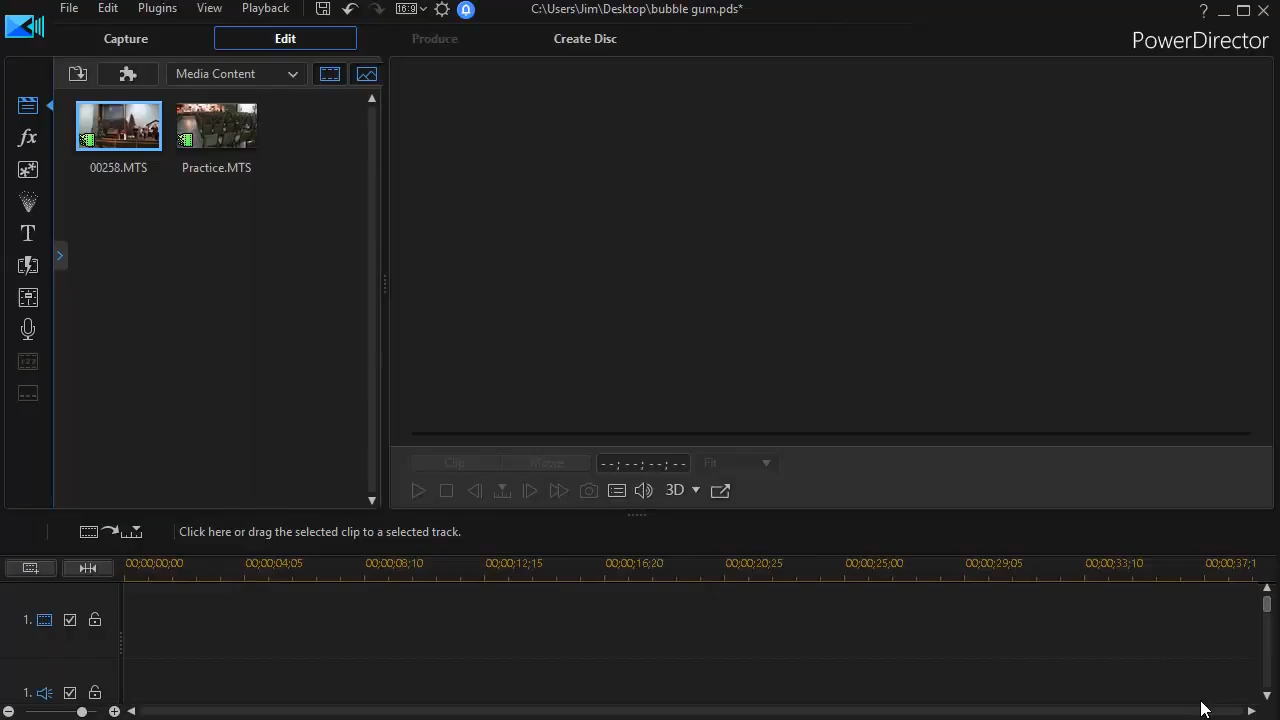 File Edit Plugins View Playback 16:9 C:\Users\Jim\Desktop\bubble gum.pds* ?
Capture Edit Produce Create Disc PowerDirector
Media Content
fx
00258.MTS Practice.MTS
T
Clip Movie --;--;--;-- Fit
3D
Click here or drag the selected clip to a selected track.
00;00;00;00 00;00;04;05 00;00;08;10 00;00;12;15 00;00;16;20 00;00;20;25 00;00;25;00 00;00;29;05 00;00;33;10 00;00;37;1
1.
1.